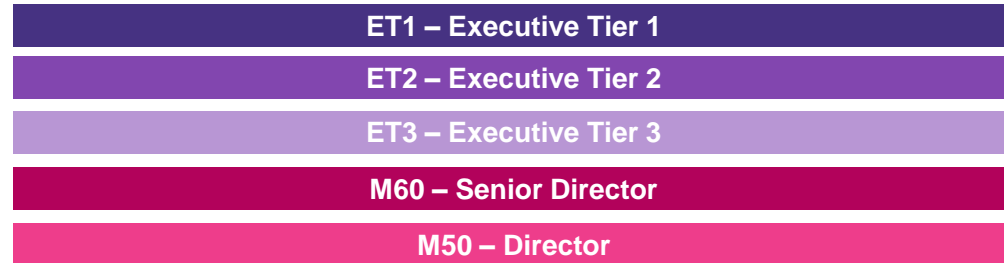 ET1 – Executive Tier 1
ET2 – Executive Tier 2
ET3 – Executive Tier 3
M60 – Senior Director
M50 – Director